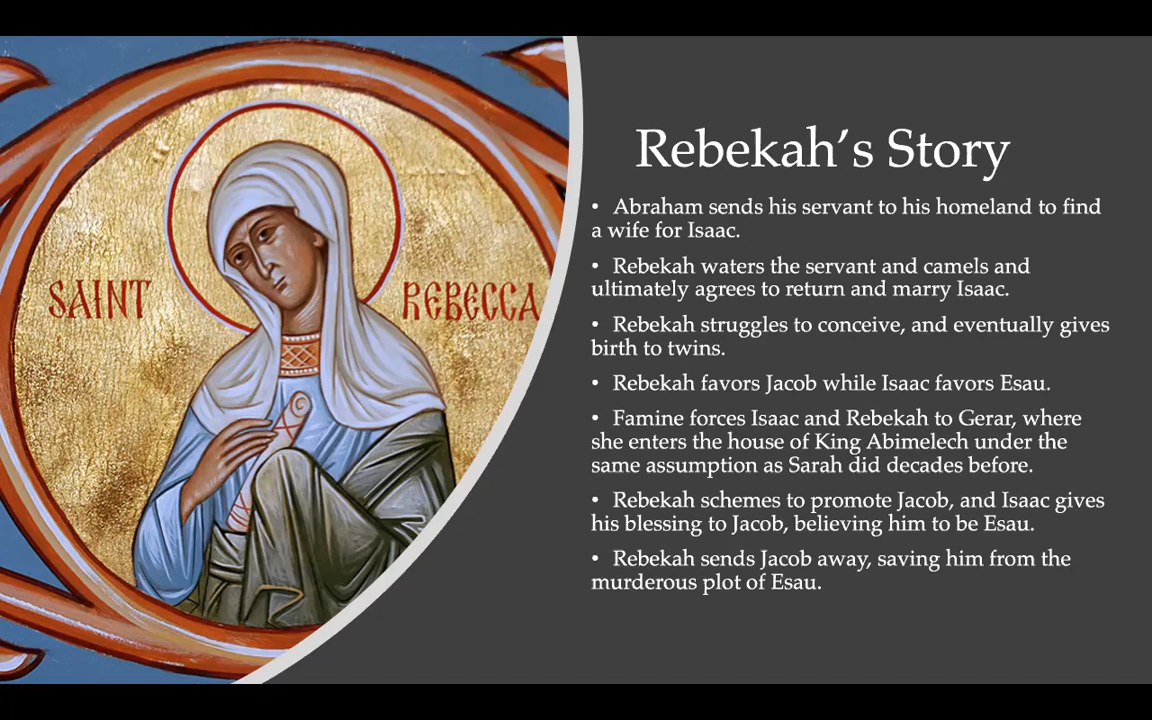 SAINT REBECCA
Rebekah's Story
• Abraham sends his servant to his homeland to find
a wife for Isaac.
• Rebekah waters the servant and camels and
ultimately agrees to return and marry Isaac.
• Rebekah struggles to conceive, and eventually gives
birth to twins.
• Rebekah favors Jacob while Isaac favors Esau.
• Famine forces Isaac and Rebekah to Gerar, where
she enters the house of King Abimelech under the
same assumption as Sarah did decades before.
• Rebekah schemes to promote Jacob, and Isaac gives
his blessing to Jacob, believing him to be Esau.
• Rebekah sends Jacob away, saving him from the
murderous plot of Esau.